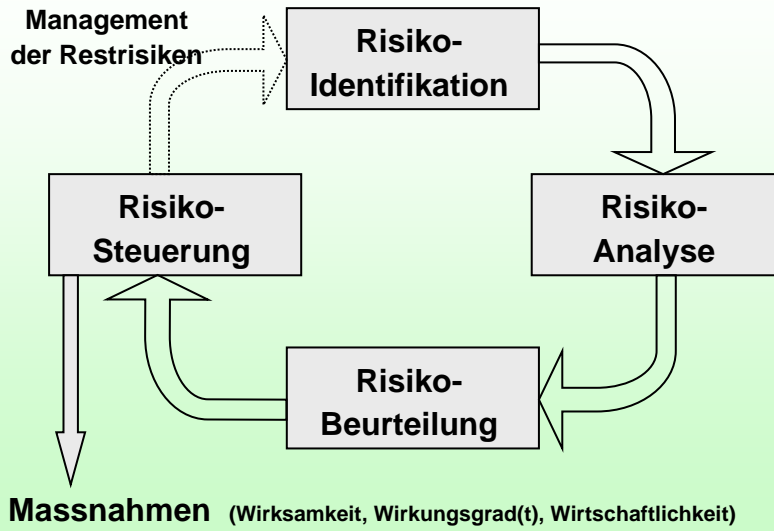 Management
der Restrisiken
Risiko-
Identifikation
Risiko-
Analyse
Risiko-
Beurteilung
Risiko-
Steuerung
Massnahmen (Wirksamkeit, Wirkungsgrad(t), Wirtschaftlichkeit)